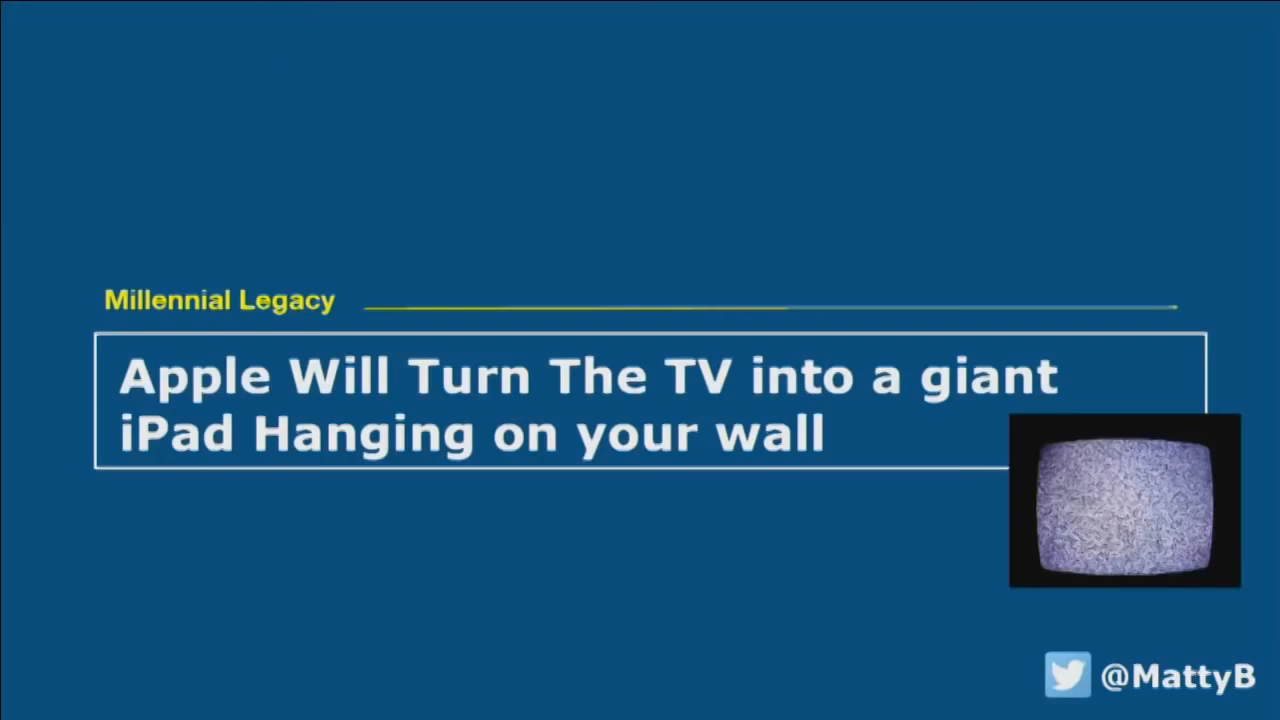 Millennial Legacy
Apple Will Turn The TV into a giant
iPad Hanging on your wall
@MattyB